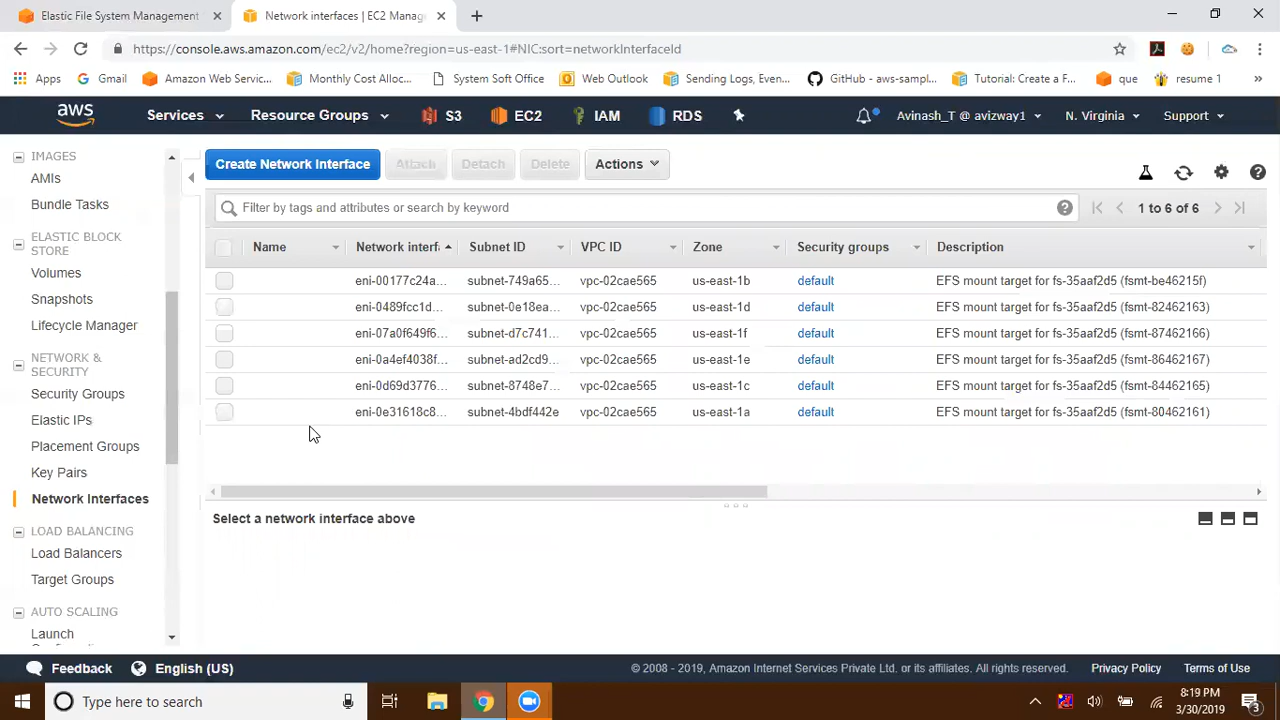 Elastic File System Management
Network interfaces | EC2 Manag
https://console.aws.amazon.com/ec2/v2/home?region=us-east-1#NIC:sort=networkInterfaceId
Apps
Gmail
Amazon Web Servic...
Monthly Cost Alloc...
System Soft Office
Web Outlook
Sending Logs, Even...
GitHub - aws-sampl...
Tutorial: Create a F...
que
resume 1
»
aws
Services
Resource Groups
S3
EC2
IAM
RDS
Avinash_T @ avizway1
N. Virginia
Support
IMAGES
AMIs
Bundle Tasks
ELASTIC BLOCK
STORE
Volumes
Snapshots
Lifecycle Manager
NETWORK &
SECURITY
Security Groups
Elastic IPs
Placement Groups
Key Pairs
Network Interfaces
LOAD BALANCING
Load Balancers
Target Groups
AUTO SCALING
Launch
Create Network Interface
Attach
Detach
Delete
Actions
Filter by tags and attributes or search by keyword
1 to 6 of 6
Name Network interf Subnet ID VPC ID Zone Security groups Description
eni-00177c24a... subnet-749a65... vpc-02cae565 us-east-1b default EFS mount target for fs-35aaf2d5 (fsmt-be46215f)
eni-0489fcc1d... subnet-0e18ea... vpc-02cae565 us-east-1d default EFS mount target for fs-35aaf2d5 (fsmt-82462163)
eni-07a0f649f6... subnet-d7c741... vpc-02cae565 us-east-1f default EFS mount target for fs-35aaf2d5 (fsmt-87462166)
eni-0a4ef4038f... subnet-ad2cd9... vpc-02cae565 us-east-1e default EFS mount target for fs-35aaf2d5 (fsmt-86462167)
eni-0d69d3776... subnet-8748e7... vpc-02cae565 us-east-1c default EFS mount target for fs-35aaf2d5 (fsmt-84462165)
eni-0e31618c8... subnet-4bdf442e vpc-02cae565 us-east-1a default EFS mount target for fs-35aaf2d5 (fsmt-80462161)
Select a network interface above
Feedback
English (US)
© 2008 - 2019, Amazon Internet Services Private Ltd. or its affiliates. All rights reserved.
Privacy Policy
Terms of Use
Type here to search
8:19 PM
3/30/2019
3